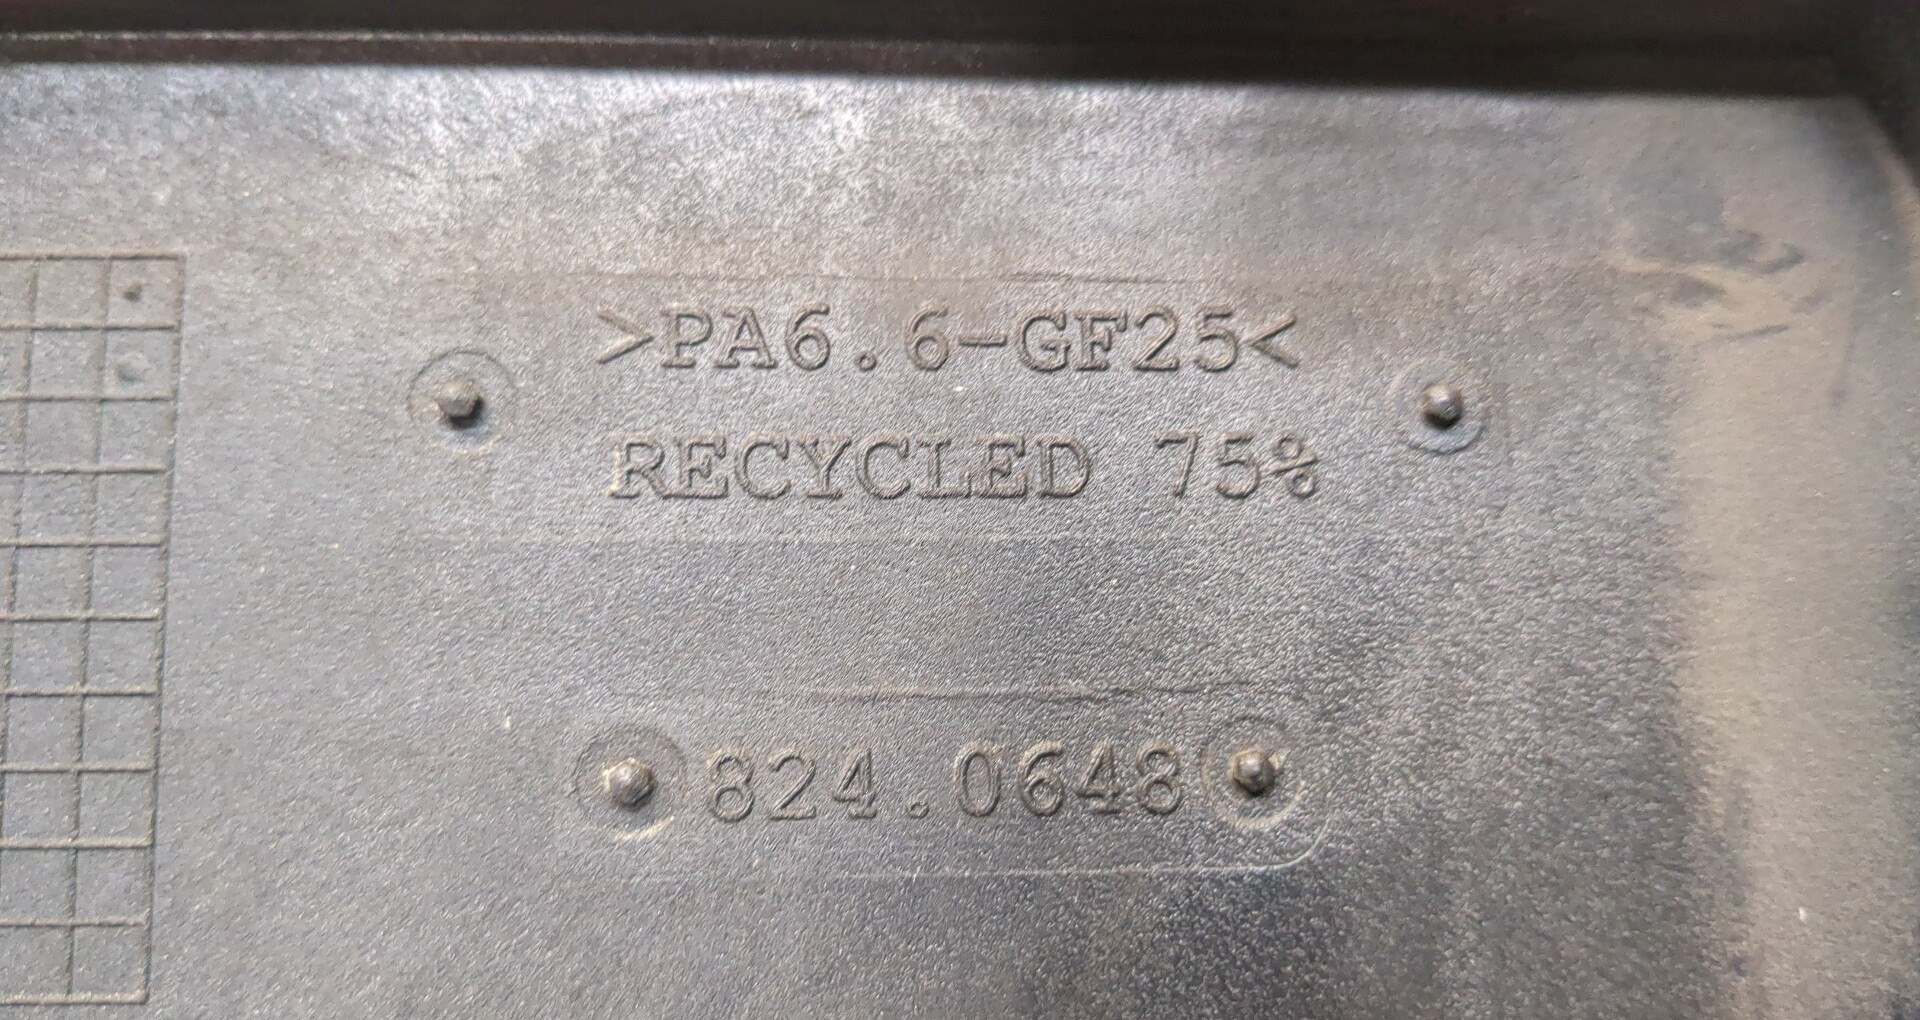 >PA6.6-GF25<
RECYCLED 75%
824.0648